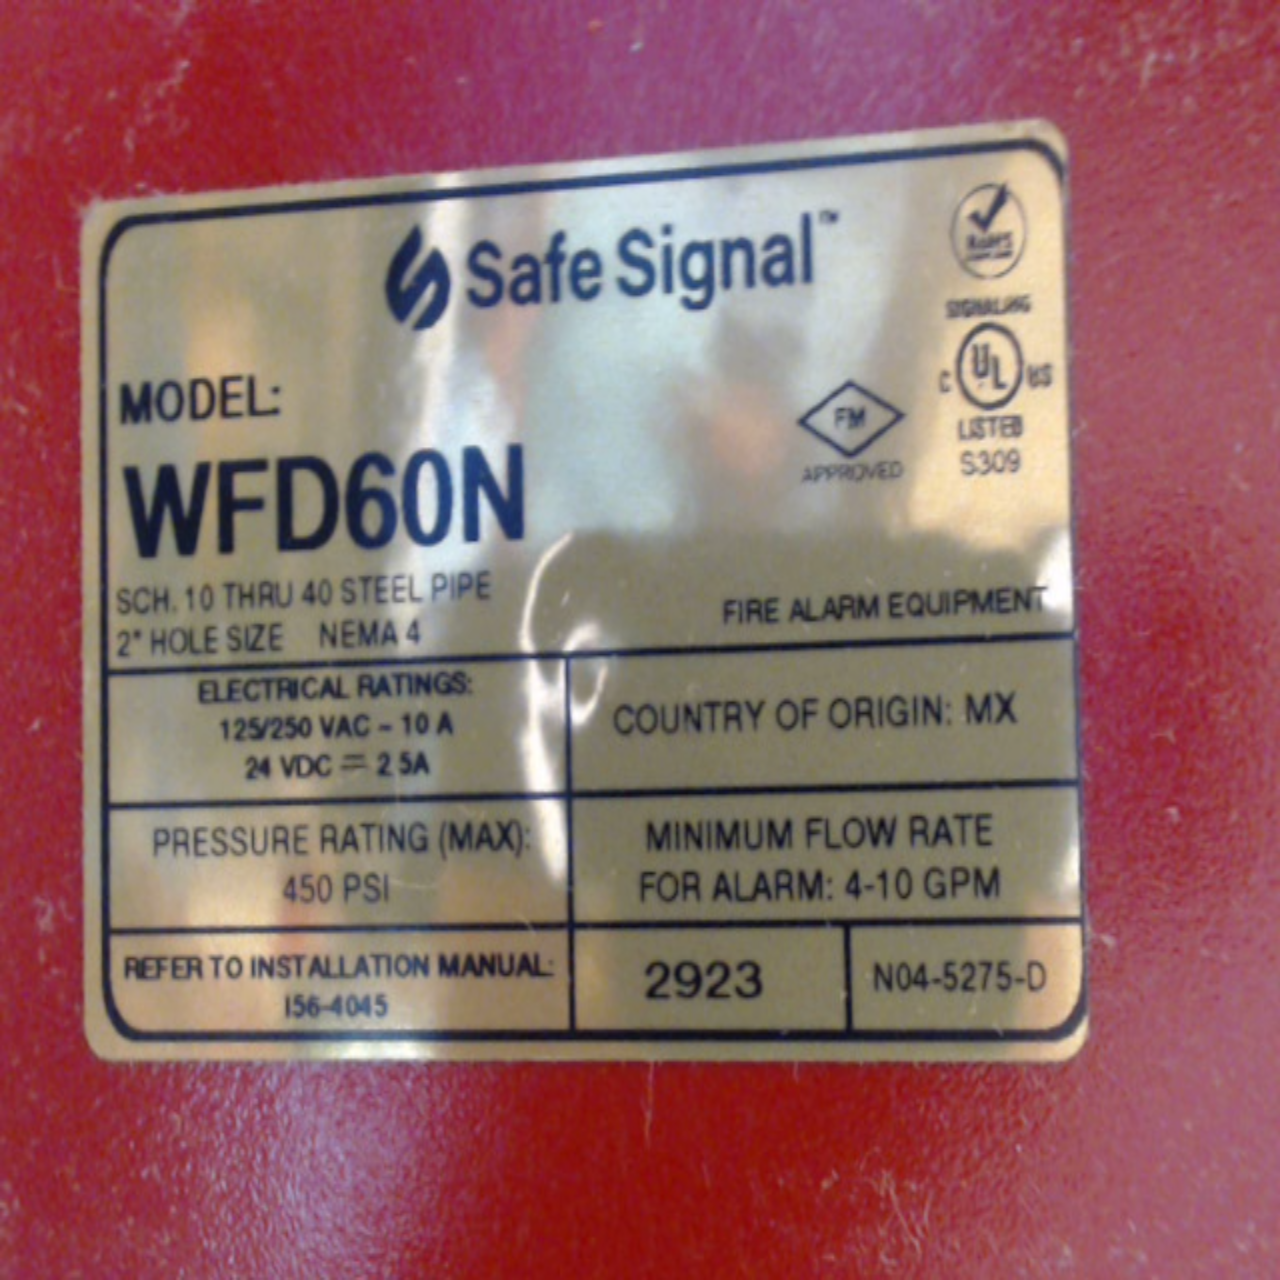 Safe Signal™
RoHS
SIGNALING
C UL US
LISTED
S309
FM
APPROVED
MODEL:
WFD60N
SCH. 10 THRU 40 STEEL PIPE
2" HOLE SIZE NEMA 4
FIRE ALARM EQUIPMENT
ELECTRICAL RATINGS:
125/250 VAC ~ 10 A
24 VDC ⎓ 2.5A
COUNTRY OF ORIGIN: MX
PRESSURE RATING (MAX):
450 PSI
MINIMUM FLOW RATE
FOR ALARM: 4-10 GPM
REFER TO INSTALLATION MANUAL:
I56-4045
2923
N04-5275-D